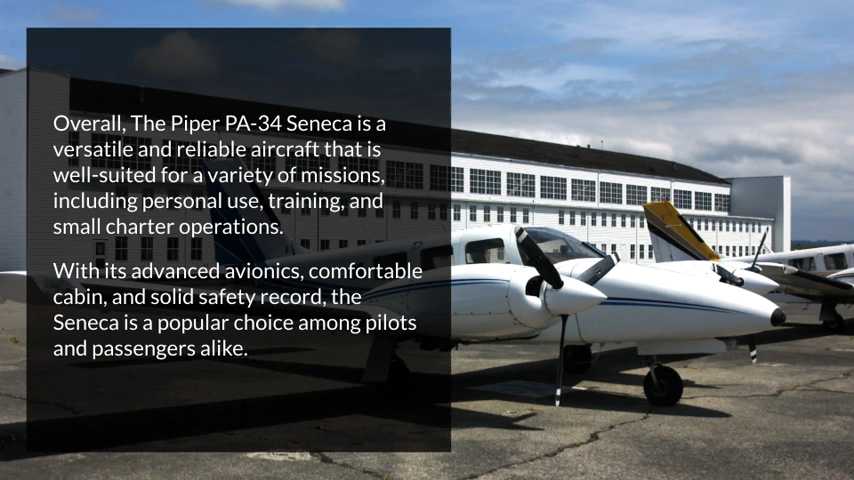 Overall, The Piper PA-34 Seneca is a
versatile and reliable aircraft that is
well-suited for a variety of missions,
including personal use, training, and
small charter operations.
With its advanced avionics, comfortable
cabin, and solid safety record, the
Seneca is a popular choice among pilots
and passengers alike.